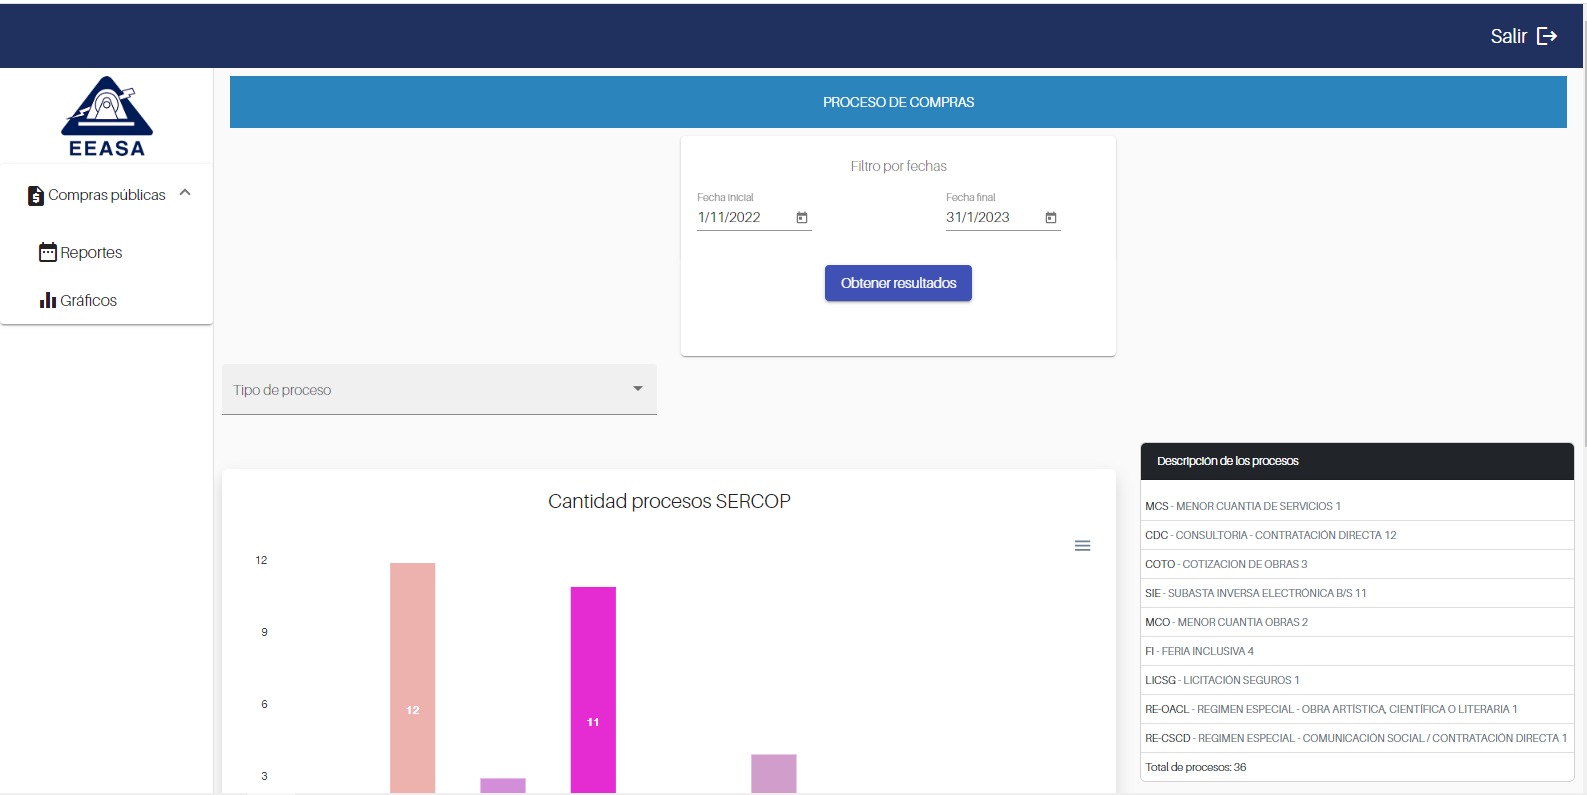 Salir
EEASA
Compras públicas
Reportes
Gráficos
PROCESO DE COMPRAS
Filtro por fechas
Fecha inicial
1/11/2022
Fecha final
31/1/2023
Obtener resultados
Tipo de proceso
Cantidad procesos SERCOP
12
9
6
3
12
11
Descripción de los procesos
MCS - MENOR CUANTIA DE SERVICIOS 1
CDC - CONSULTORIA - CONTRATACIÓN DIRECTA 12
COTO - COTIZACION DE OBRAS 3
SIE - SUBASTA INVERSA ELECTRÓNICA B/S 11
MCO - MENOR CUANTIA OBRAS 2
FI - FERIA INCLUSIVA 4
LICSG - LICITACIÓN SEGUROS 1
RE-OACL - REGIMEN ESPECIAL - OBRA ARTÍSTICA, CIENTÍFICA O LITERARIA 1
RE-CSCD - REGIMEN ESPECIAL - COMUNICACIÓN SOCIAL / CONTRATACIÓN DIRECTA 1
Total de procesos: 36